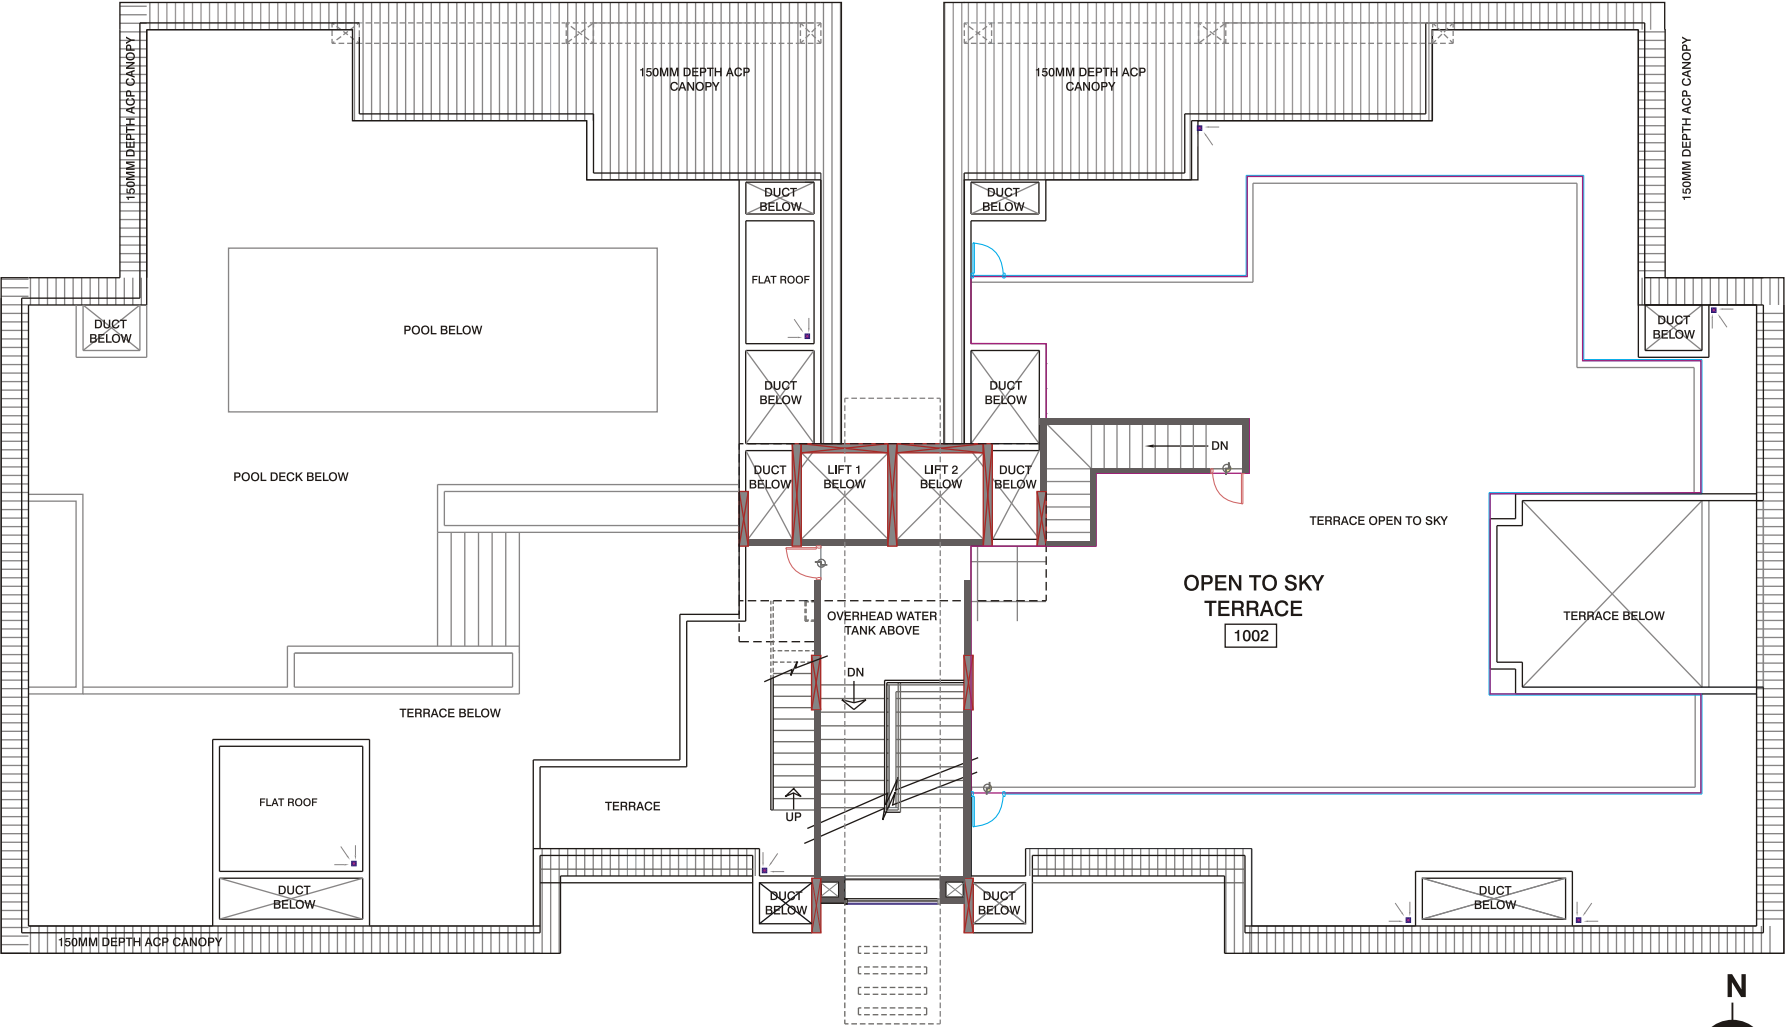 150MM DEPTH ACP
CANOPY
150MM DEPTH ACP
CANOPY
150MM DEPTH ACP CANOPY
150MM DEPTH ACP CANOPY
DUCT
BELOW
DUCT
BELOW
FLAT ROOF
DUCT
BELOW
POOL BELOW
DUCT
BELOW
DUCT
BELOW
DUCT
BELOW
DN
POOL DECK BELOW
DUCT
BELOW
LIFT 1
BELOW
LIFT 2
BELOW
DUCT
BELOW
TERRACE OPEN TO SKY
OPEN TO SKY
TERRACE
1002
OVERHEAD WATER
TANK ABOVE
TERRACE BELOW
DN
TERRACE BELOW
FLAT ROOF
TERRACE
UP
DUCT
BELOW
DUCT
BELOW
DUCT
BELOW
DUCT
BELOW
150MM DEPTH ACP CANOPY
N